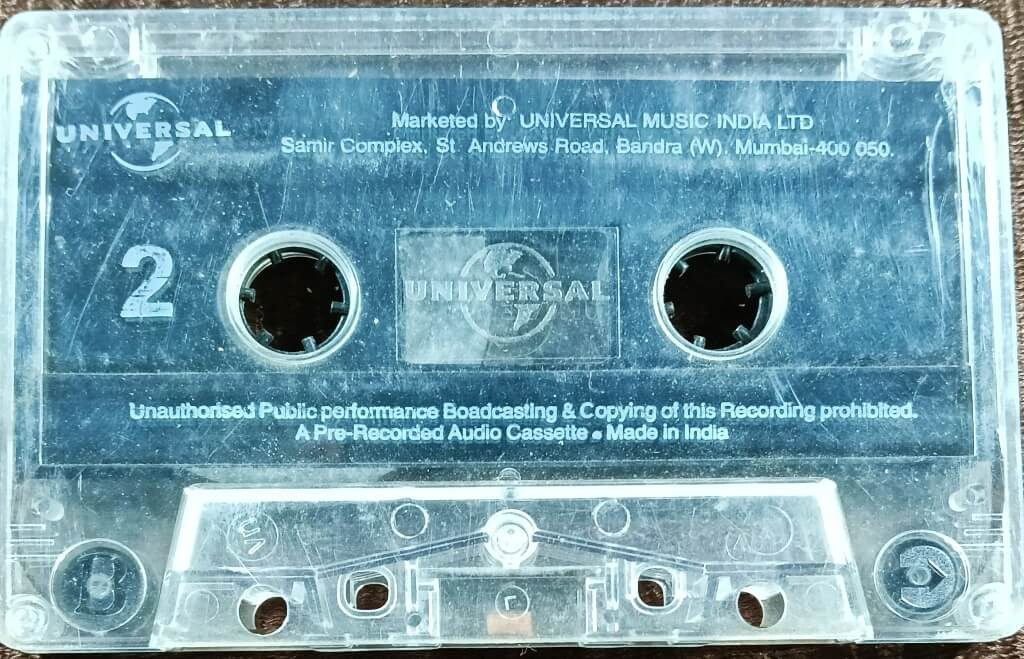 UNIVERSAL
Marketed by UNIVERSAL MUSIC INDIA LTD
Samir Complex, St. Andrews Road, Bandra (W), Mumbai-400 050.
2
UNIVERSAL
Unauthorised Public performance Boadcasting & Copying of this Recording prohibited.
A Pre-Recorded Audio Cassette • Made in India